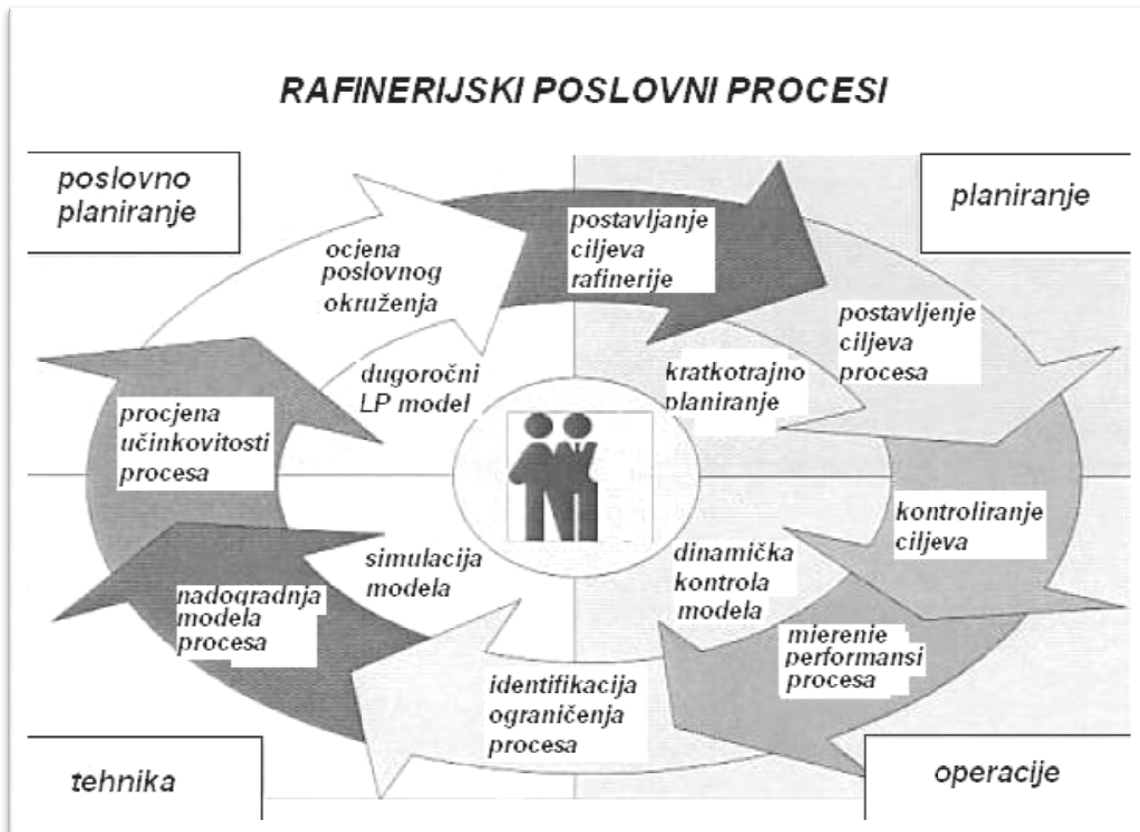 RAFINERIJSKI POSLOVNI PROCESI
poslovno
planiranje
planiranje
ocjena
poslovnog
okruženja
postavljanje
ciljeva
rafinerije
postavljenje
ciljeva
procesa
dugoročni
LP model
kratkotrajno
planiranje
procjena
učinkovitosti
procesa
kontroliranje
ciljeva
simulacija
modela
dinamička
kontrola
modela
nadogradnja
modela
procesa
mierenie
performansi
procesa
identifikacija
ograničenja
procesa
tehnika
operacije